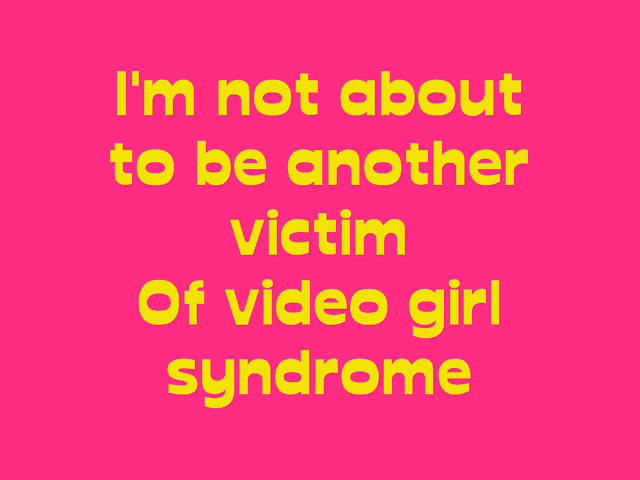 I'm not about
to be another
victim
Of video girl
syndrome